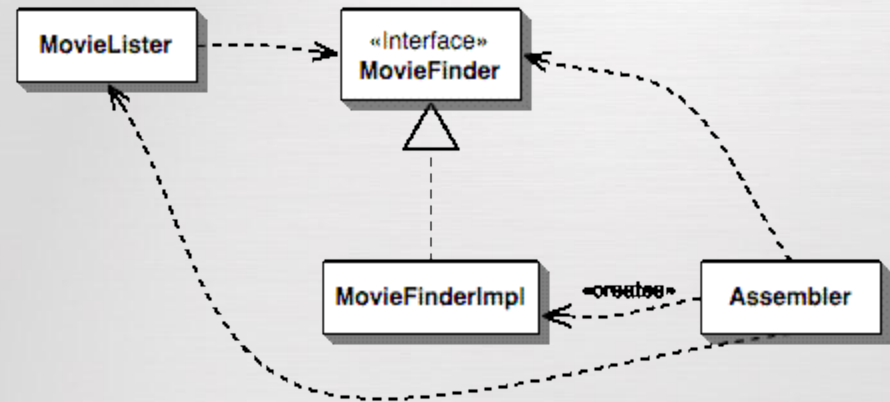 MovieLister
«Interface»
MovieFinder
MovieFinderImpl
«creates»
Assembler